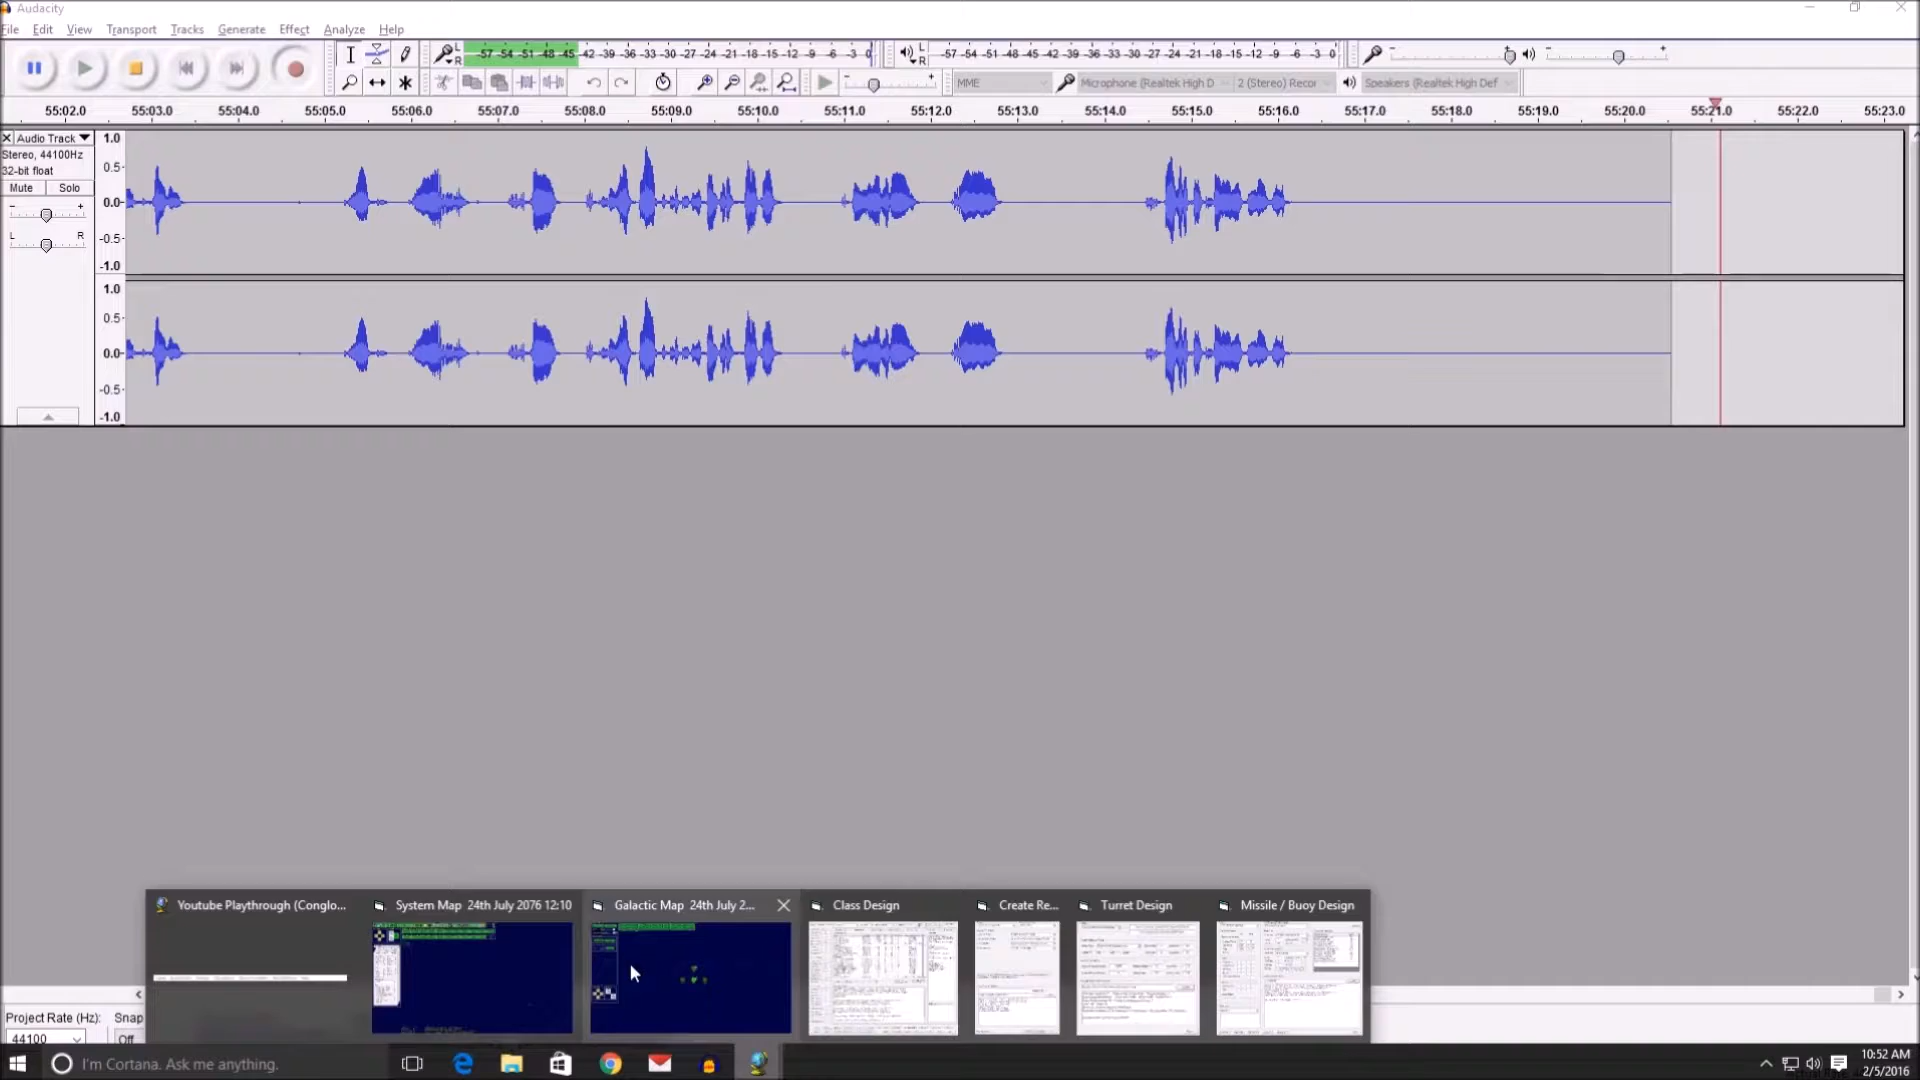 Audacity
File Edit View Transport Tracks Generate Effect Analyze Help
L -57 -54 -51 -48 -45 -42 -39 -36 -33 -30 -27 -24 -21 -18 -15 -12 -9 -6 -3 0
R
L -57 -54 -51 -48 -45 -42 -39 -36 -33 -30 -27 -24 -21 -18 -15 -12 -9 -6 -3 0
R
MME Microphone (Realtek High D 2 (Stereo) Recor Speakers (Realtek High Def
55:02.0 55:03.0 55:04.0 55:05.0 55:06.0 55:07.0 55:08.0 55:09.0 55:10.0 55:11.0 55:12.0 55:13.0 55:14.0 55:15.0 55:16.0 55:17.0 55:18.0 55:19.0 55:20.0 55:21.0 55:22.0 55:23.0
Audio Track
Stereo, 44100Hz
32-bit float
Mute Solo
L R
1.0
0.5
0.0
-0.5
-1.0
1.0
0.5
0.0
-0.5
-1.0
Youtube Playthrough (Conglo... System Map 24th July 2076 12:10 Galactic Map 24th July 2... Class Design Create Re... Turret Design Missile / Buoy Design
Project Rate (Hz): Snap
44100 Off
I'm Cortana. Ask me anything.
10:52 AM
2/5/2016